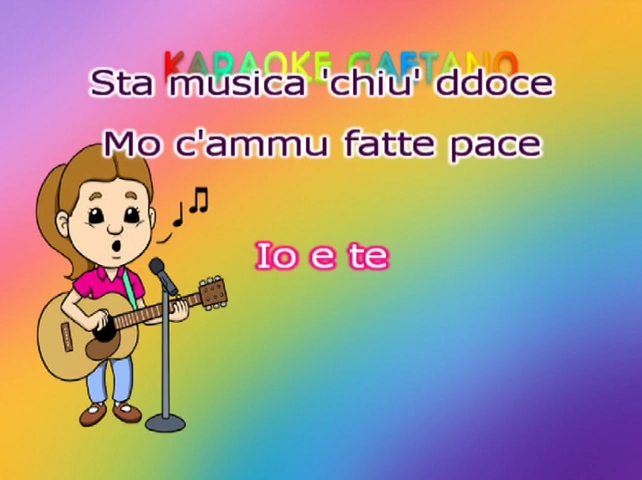 KARAOKE GAETANO
Sta musica 'chiu' ddoce
Mo c'ammu fatte pace
Io e te